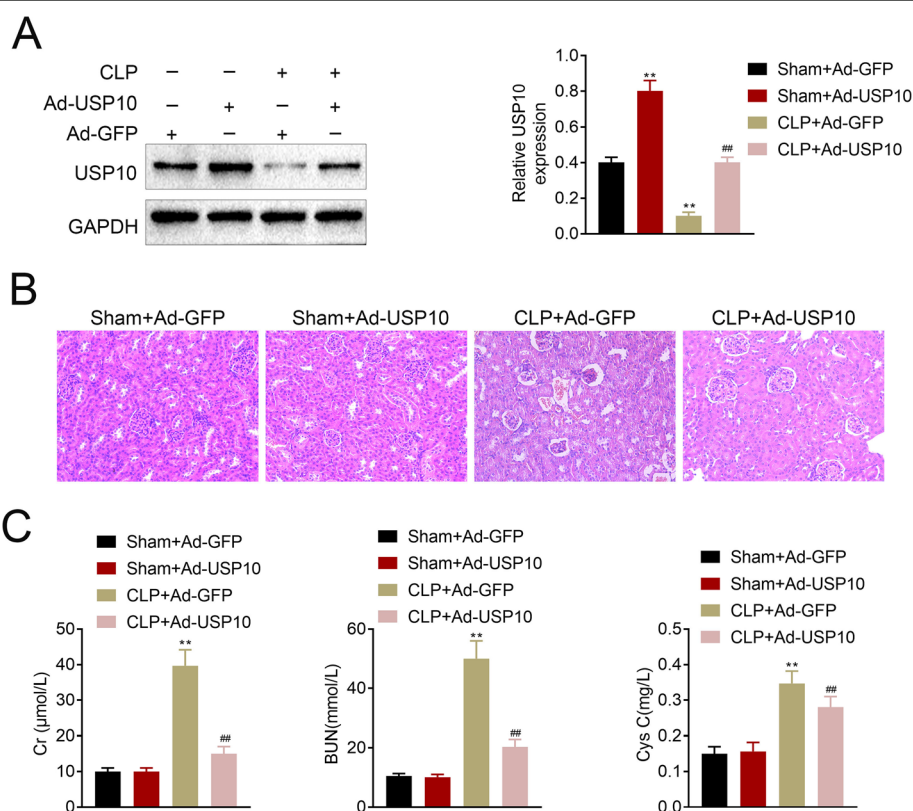 A
CLP − − + +
Ad-USP10 − + − +
Ad-GFP + − + −
USP10
GAPDH
Relative USP10
expression
0.8
0.6
0.4
0.2
0.0
**
**
##
Sham+Ad-GFP
Sham+Ad-USP10
CLP+Ad-GFP
CLP+Ad-USP10
B
Sham+Ad-GFP Sham+Ad-USP10 CLP+Ad-GFP CLP+Ad-USP10
C
Sham+Ad-GFP
Sham+Ad-USP10
CLP+Ad-GFP
CLP+Ad-USP10
Cr (μmol/L)
50
40
30
20
10
0
**
##
Sham+Ad-GFP
Sham+Ad-USP10
CLP+Ad-GFP
CLP+Ad-USP10
BUN(mmol/L)
60
40
20
0
**
##
Sham+Ad-GFP
Sham+Ad-USP10
CLP+Ad-GFP
CLP+Ad-USP10
Cys C(mg/L)
0.5
0.4
0.3
0.1
0.0
**
##